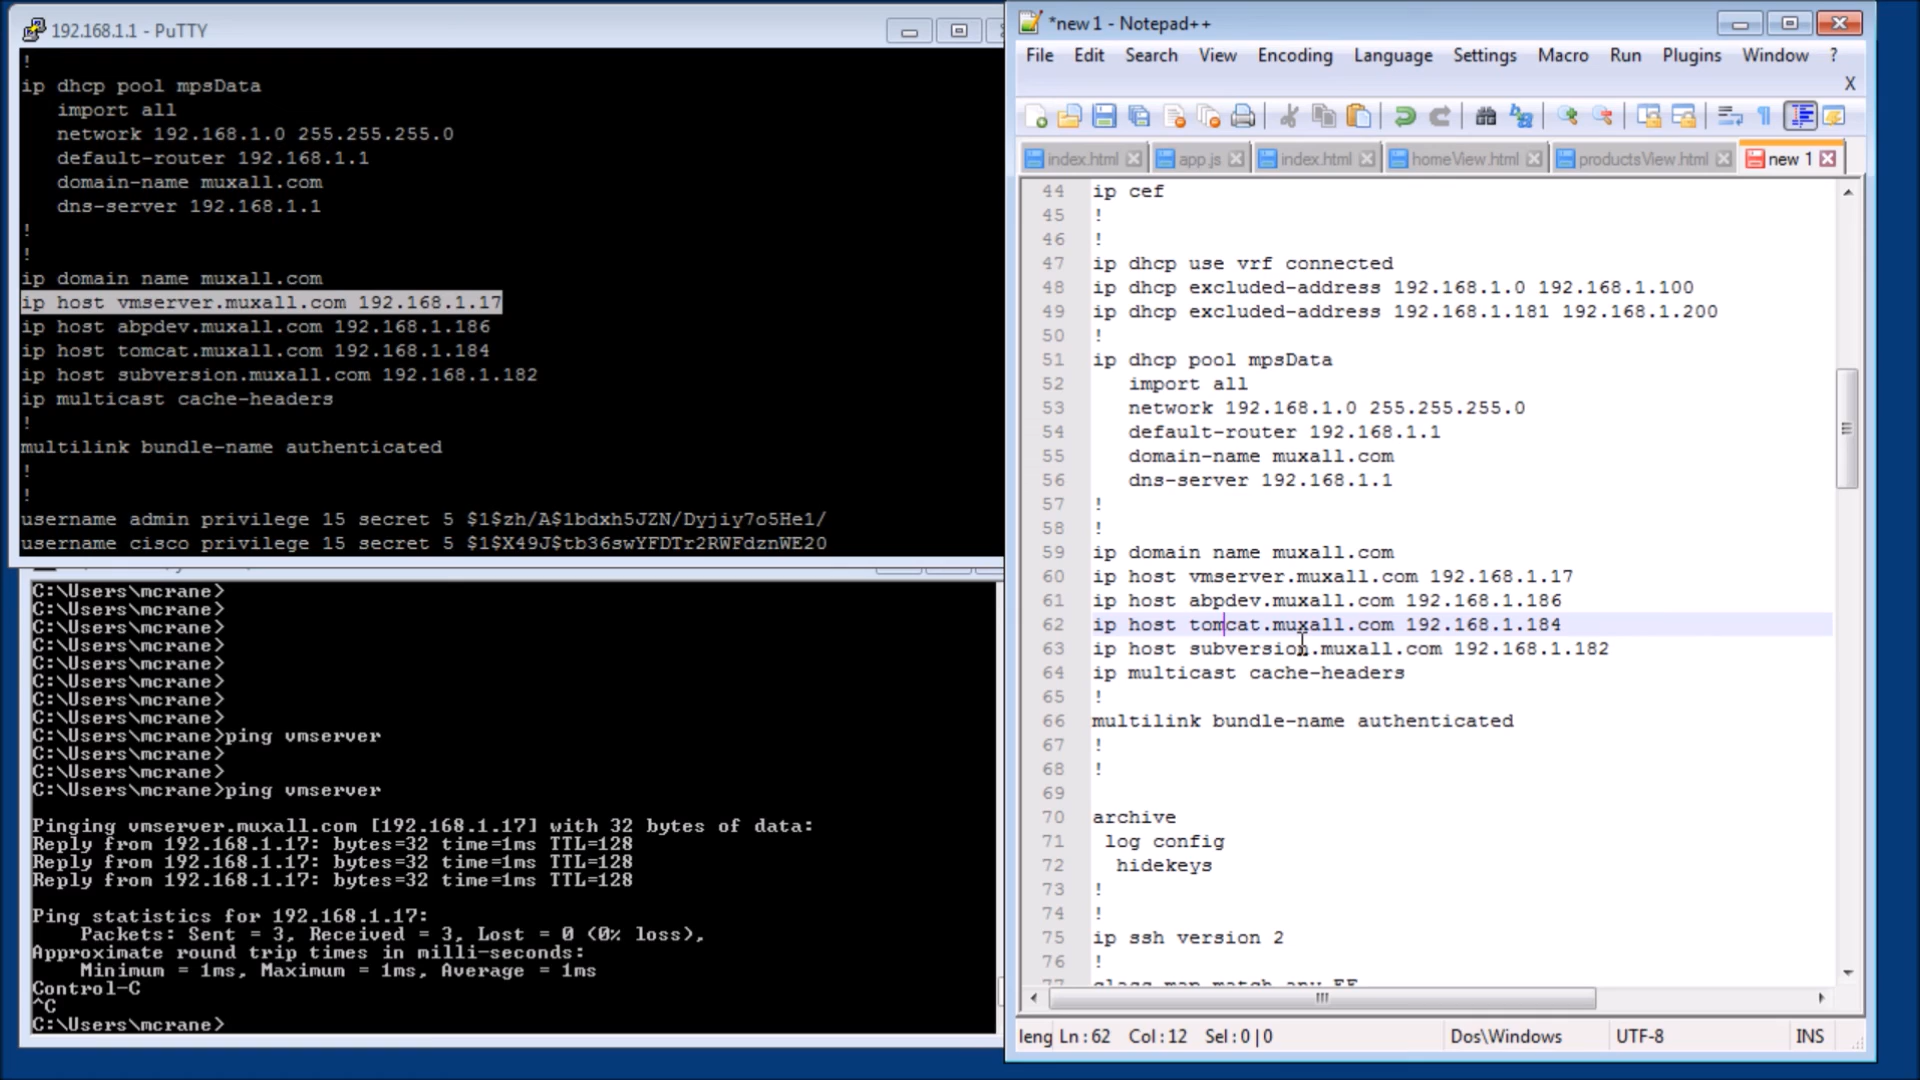 192.168.1.1 - PuTTY
!
ip dhcp pool mpsData
import all
network 192.168.1.0 255.255.255.0
default-router 192.168.1.1
domain-name muxall.com
dns-server 192.168.1.1
!
!
ip domain name muxall.com
ip host vmserver.muxall.com 192.168.1.17
ip host abpdev.muxall.com 192.168.1.186
ip host tomcat.muxall.com 192.168.1.184
ip host subversion.muxall.com 192.168.1.182
ip multicast cache-headers
!
multilink bundle-name authenticated
!
!
username admin privilege 15 secret 5 $1$zh/A$1bdxh5JZN/Dyjiy7o5He1/
username cisco privilege 15 secret 5 $1$X49J$tb36swYFDTr2RWFdznWE20
C:\Users\mcrane>
C:\Users\mcrane>
C:\Users\mcrane>
C:\Users\mcrane>
C:\Users\mcrane>
C:\Users\mcrane>
C:\Users\mcrane>
C:\Users\mcrane>
C:\Users\mcrane>ping vmserver
C:\Users\mcrane>
C:\Users\mcrane>
C:\Users\mcrane>ping vmserver
Pinging vmserver.muxall.com [192.168.1.17] with 32 bytes of data:
Reply from 192.168.1.17: bytes=32 time=1ms TTL=128
Reply from 192.168.1.17: bytes=32 time=1ms TTL=128
Reply from 192.168.1.17: bytes=32 time=1ms TTL=128
Ping statistics for 192.168.1.17:
Packets: Sent = 3, Received = 3, Lost = 0 (0% loss),
Approximate round trip times in milli-seconds:
Minimum = 1ms, Maximum = 1ms, Average = 1ms
Control-C
^C
C:\Users\mcrane>
*new 1 - Notepad++
File Edit Search View Encoding Language Settings Macro Run Plugins Window ?
X
index.html app.js index.html homeView.html productsView.html new 1
44 ip cef
45 !
46 !
47 ip dhcp use vrf connected
48 ip dhcp excluded-address 192.168.1.0 192.168.1.100
49 ip dhcp excluded-address 192.168.1.181 192.168.1.200
50 !
51 ip dhcp pool mpsData
52 import all
53 network 192.168.1.0 255.255.255.0
54 default-router 192.168.1.1
55 domain-name muxall.com
56 dns-server 192.168.1.1
57 !
58 !
59 ip domain name muxall.com
60 ip host vmserver.muxall.com 192.168.1.17
61 ip host abpdev.muxall.com 192.168.1.186
62 ip host tomcat.muxall.com 192.168.1.184
63 ip host subversion.muxall.com 192.168.1.182
64 ip multicast cache-headers
65 !
66 multilink bundle-name authenticated
67 !
68 !
69
70 archive
71 log config
72 hidekeys
73 !
74 !
75 ip ssh version 2
76 !
77 class-map match-any EF
leng Ln : 62 Col : 12 Sel : 0 | 0 Dos\Windows UTF-8 INS